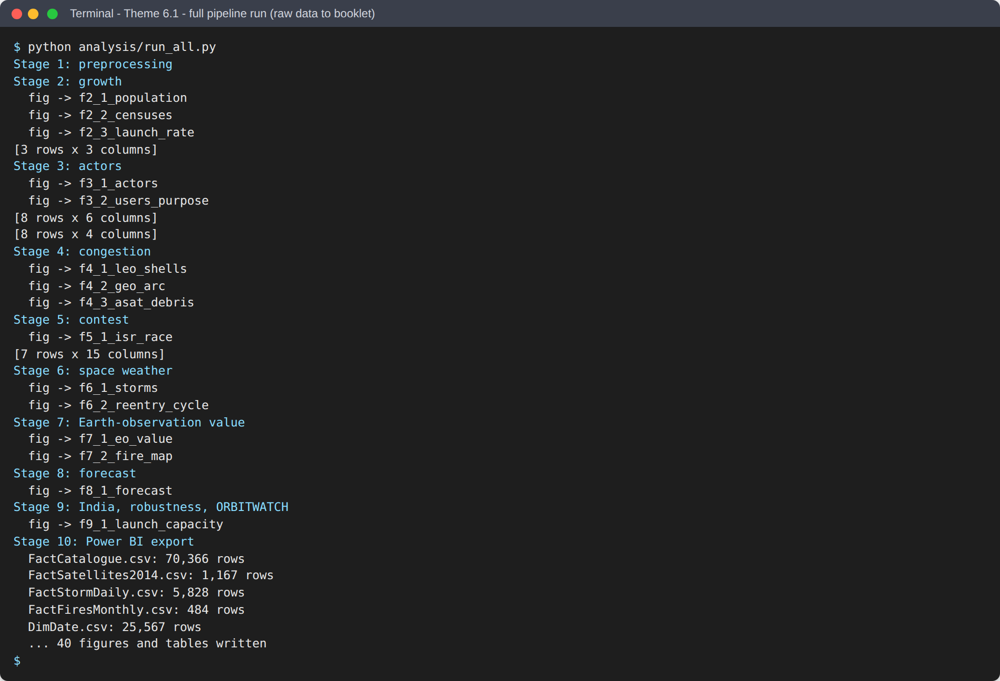 Terminal - Theme 6.1 - full pipeline run (raw data to booklet)
$ python analysis/run_all.py
Stage 1: preprocessing
Stage 2: growth
  fig -> f2_1_population
  fig -> f2_2_censuses
  fig -> f2_3_launch_rate
[3 rows x 3 columns]
Stage 3: actors
  fig -> f3_1_actors
  fig -> f3_2_users_purpose
[8 rows x 6 columns]
[8 rows x 4 columns]
Stage 4: congestion
  fig -> f4_1_leo_shells
  fig -> f4_2_geo_arc
  fig -> f4_3_asat_debris
Stage 5: contest
  fig -> f5_1_isr_race
[7 rows x 15 columns]
Stage 6: space weather
  fig -> f6_1_storms
  fig -> f6_2_reentry_cycle
Stage 7: Earth-observation value
  fig -> f7_1_eo_value
  fig -> f7_2_fire_map
Stage 8: forecast
  fig -> f8_1_forecast
Stage 9: India, robustness, ORBITWATCH
  fig -> f9_1_launch_capacity
Stage 10: Power BI export
  FactCatalogue.csv: 70,366 rows
  FactSatellites2014.csv: 1,167 rows
  FactStormDaily.csv: 5,828 rows
  FactFiresMonthly.csv: 484 rows
  DimDate.csv: 25,567 rows
  ... 40 figures and tables written
$